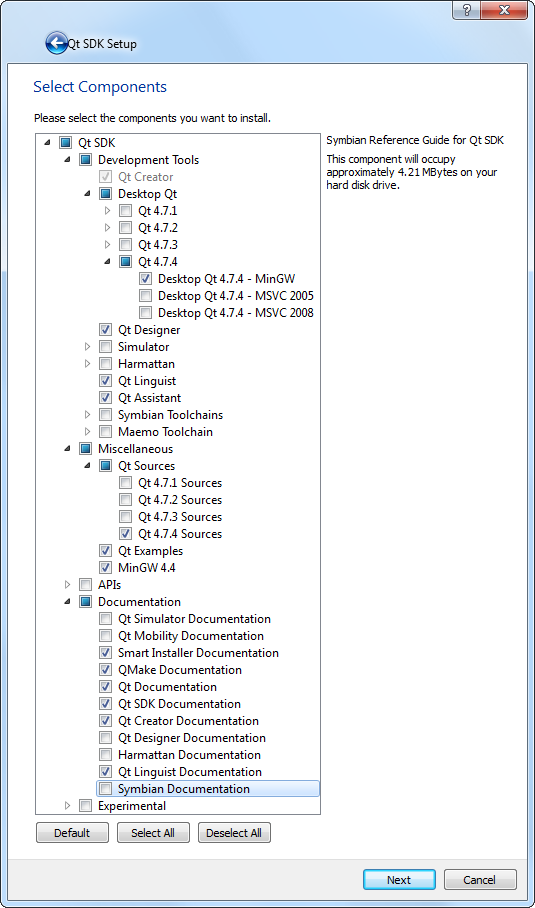 Qt SDK Setup
Select Components
Please select the components you want to install.
Qt SDK
Development Tools
Qt Creator
Desktop Qt
Qt 4.7.1
Qt 4.7.2
Qt 4.7.3
Qt 4.7.4
Desktop Qt 4.7.4 - MinGW
Desktop Qt 4.7.4 - MSVC 2005
Desktop Qt 4.7.4 - MSVC 2008
Qt Designer
Simulator
Harmattan
Qt Linguist
Qt Assistant
Symbian Toolchains
Maemo Toolchain
Miscellaneous
Qt Sources
Qt 4.7.1 Sources
Qt 4.7.2 Sources
Qt 4.7.3 Sources
Qt 4.7.4 Sources
Qt Examples
MinGW 4.4
APIs
Documentation
Qt Simulator Documentation
Qt Mobility Documentation
Smart Installer Documentation
QMake Documentation
Qt Documentation
Qt SDK Documentation
Qt Creator Documentation
Qt Designer Documentation
Harmattan Documentation
Qt Linguist Documentation
Symbian Documentation
Experimental
Symbian Reference Guide for Qt SDK
This component will occupy
approximately 4.21 MBytes on your
hard disk drive.
Default
Select All
Deselect All
Next
Cancel